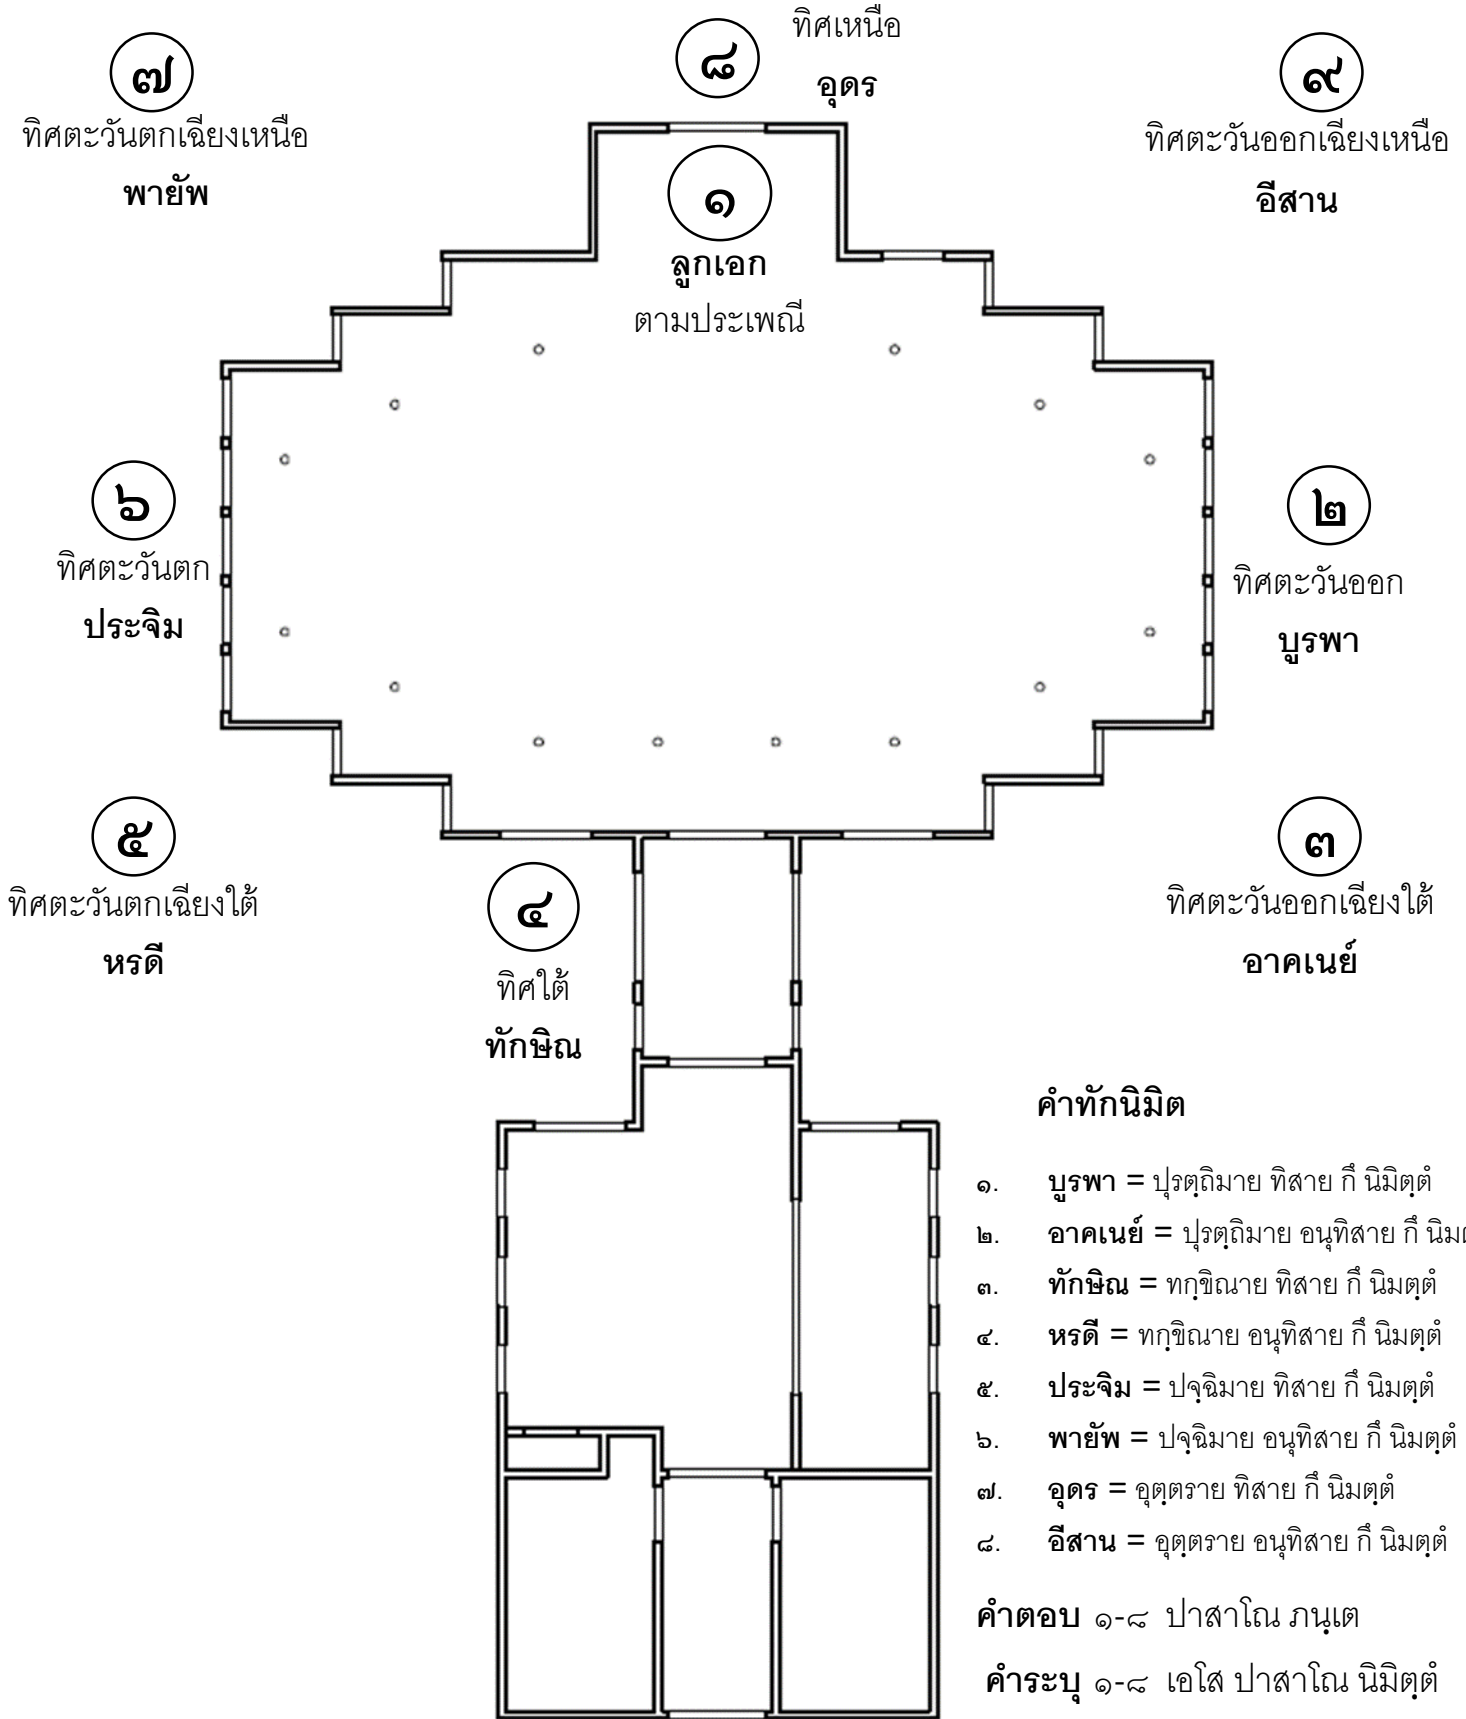 ๘
ทิศเหนือ
อุดร
๗
ทิศตะวันตกเฉียงเหนือ
พายัพ
๙
ทิศตะวันออกเฉียงเหนือ
อีสาน
๑
ลูกเอก
ตามประเพณี
๖
ทิศตะวันตก
ประจิม
๒
ทิศตะวันออก
บูรพา
๕
ทิศตะวันตกเฉียงใต้
หรดี
๔
ทิศใต้
ทักษิณ
๓
ทิศตะวันออกเฉียงใต้
อาคเนย์
คำทักนิมิต
๑. บูรพา = ปุรตฺถิมาย ทิสาย กึ นิมิตฺตํ
๒. อาคเนย์ = ปุรตฺถิมาย อนุทิสาย กึ
๓. ทักษิณ = ทกฺขิณาย ทิสาย กึ นิมตฺตํ
๔. หรดี = ทกฺขิณาย อนุทิสาย กึ นิมตฺตํ
๕. ประจิม = ปจฺฉิมาย ทิสาย กึ นิมตฺตํ
๖. พายัพ = ปจฺฉิมาย อนุทิสาย กึ นิมตฺตํ
๗. อุดร = อุตฺตราย ทิสาย กึ นิมตฺตํ
๘. อีสาน = อุตฺตราย อนุทิสาย กึ นิมตฺตํ
คำตอบ ๑-๘ ปาสาโณ ภนฺเต
คำระบุ ๑-๘ เอโส ปาสาโณ นิมิตฺตํ